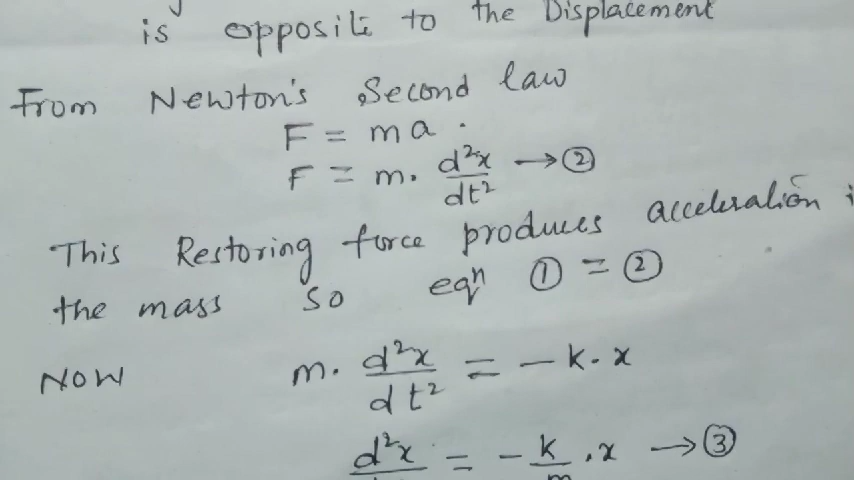 is opposite to the Displacement
From Newton's Second law
F = ma.
F = m. d²x/dt² → ②
This Restoring force produces acceleration
the mass so eqn ① = ②
Now m. d²x/dt² = -k.x
d²x = -k/m .x → ③